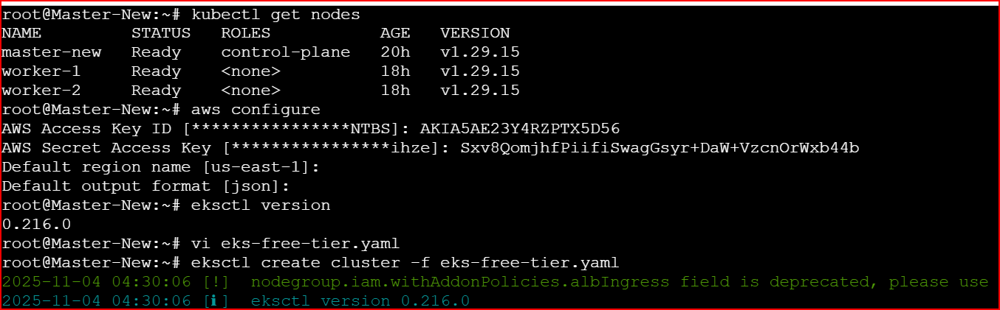 root@Master-New:~# kubectl get nodes
NAME STATUS ROLES AGE VERSION
master-new Ready control-plane 20h v1.29.15
worker-1 Ready <none> 18h v1.29.15
worker-2 Ready <none> 18h v1.29.15
root@Master-New:~# aws configure
AWS Access Key ID [****************NTBS]: AKIA5AE23Y4RZPTX5D56
AWS Secret Access Key [****************ihze]: 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
Default region name [us-east-1]:
Default output format [json]:
root@Master-New:~# eksctl version
0.216.0
root@Master-New:~# vi eks-free-tier.yaml
root@Master-New:~# eksctl create cluster -f eks-free-tier.yaml
2025-11-04 04:30:06 [!] nodegroup.iam.withAddonPolicies.albIngress field is deprecated, please use
2025-11-04 04:30:06 [ℹ] eksctl version 0.216.0